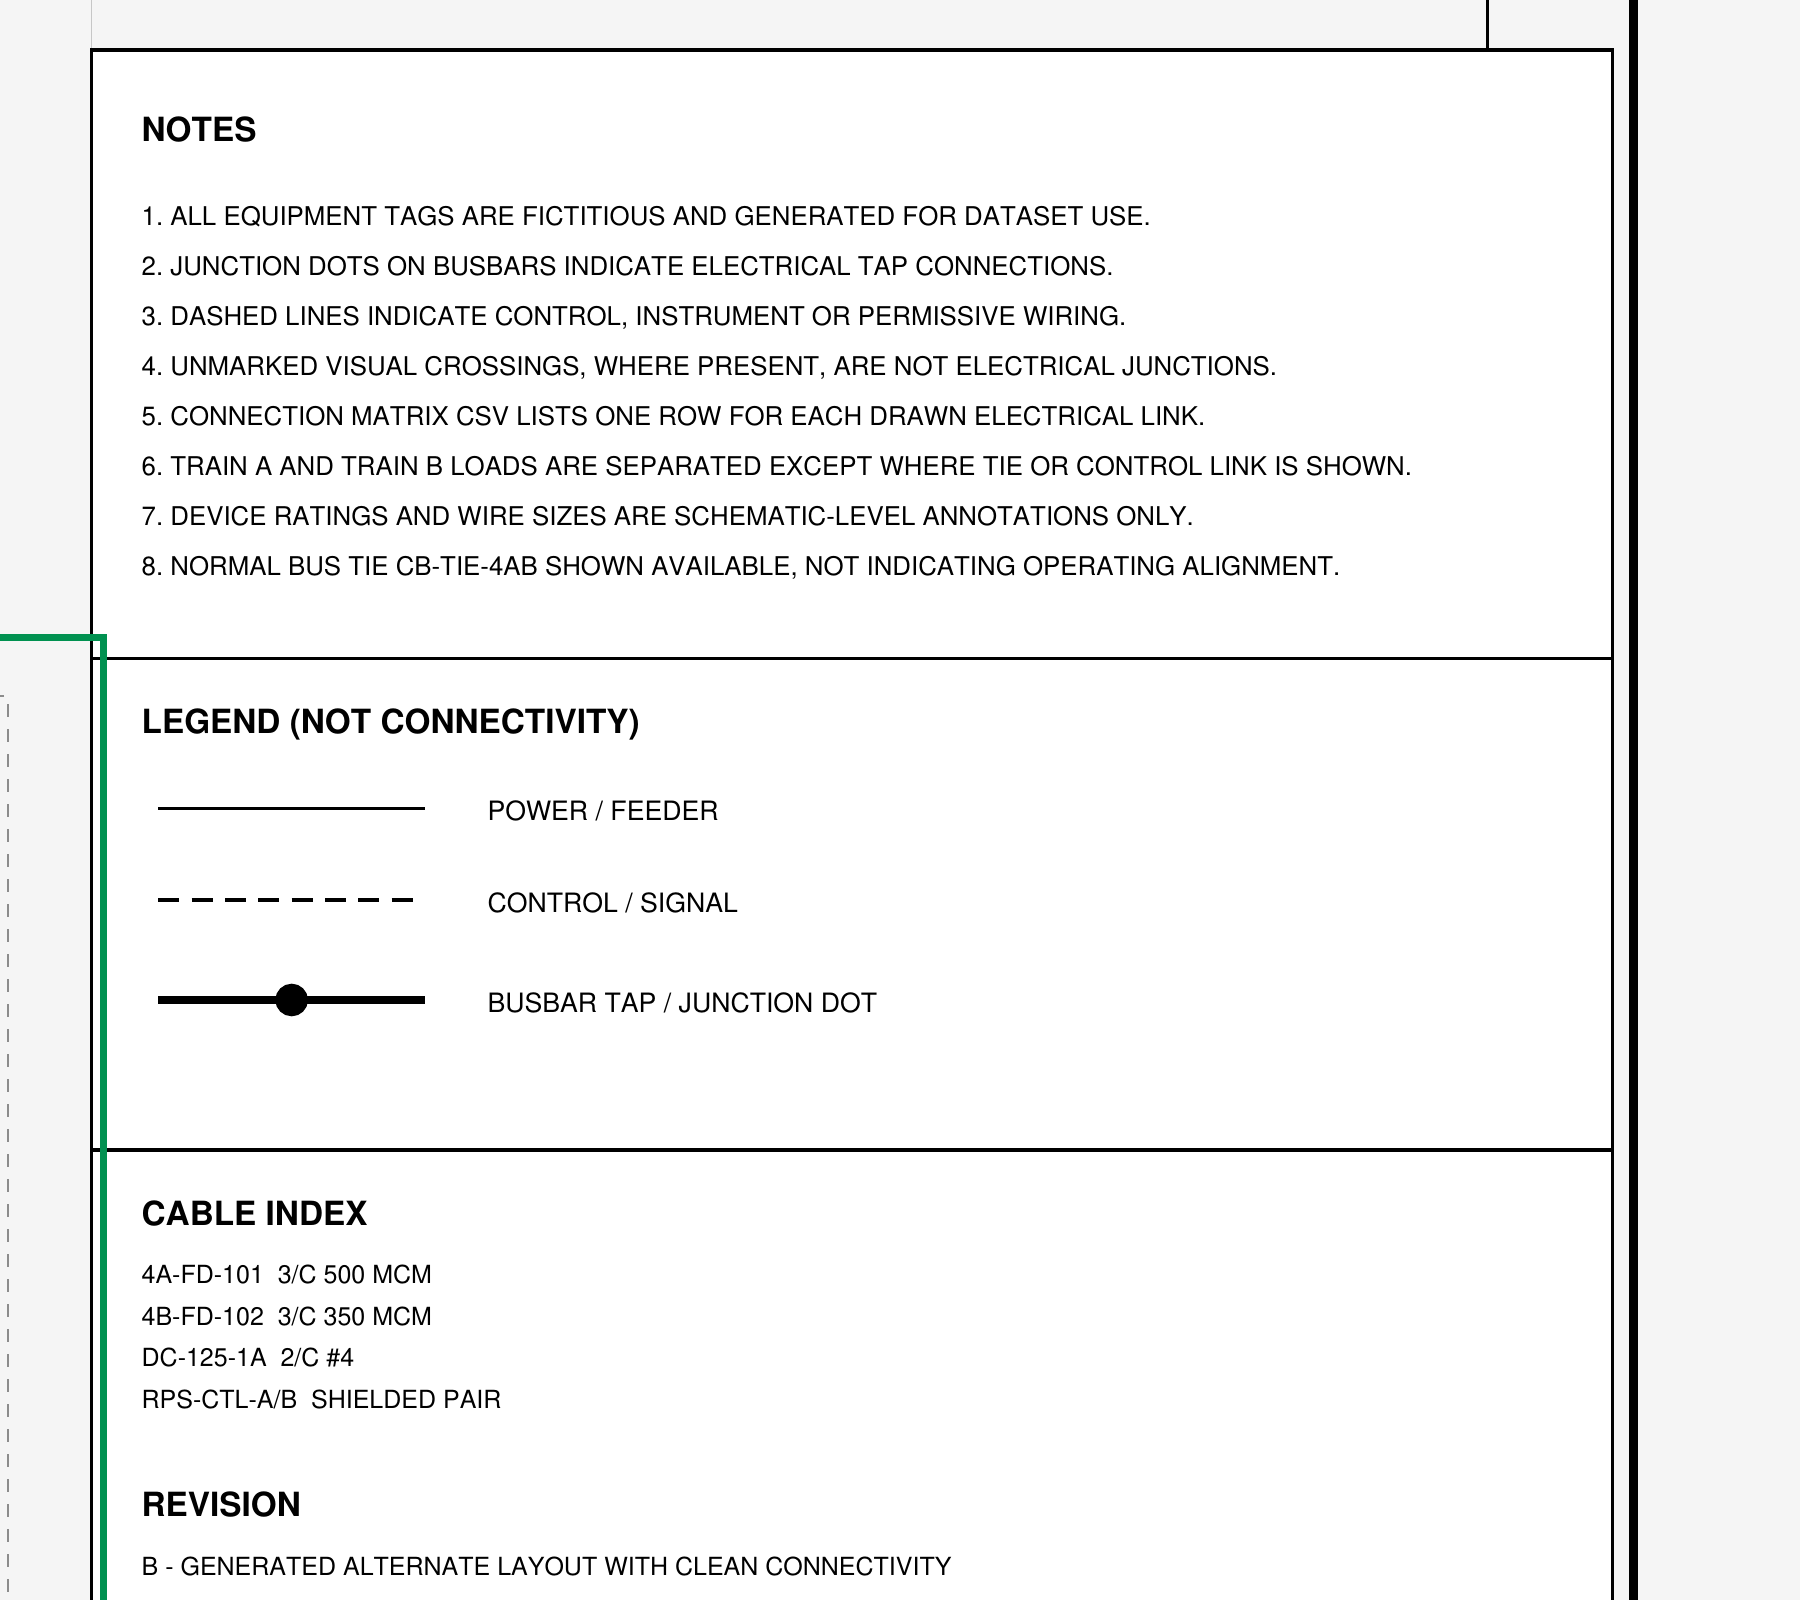 NOTES
1. ALL EQUIPMENT TAGS ARE FICTITIOUS AND GENERATED FOR DATASET USE.
2. JUNCTION DOTS ON BUSBARS INDICATE ELECTRICAL TAP CONNECTIONS.
3. DASHED LINES INDICATE CONTROL, INSTRUMENT OR PERMISSIVE WIRING.
4. UNMARKED VISUAL CROSSINGS, WHERE PRESENT, ARE NOT ELECTRICAL JUNCTIONS.
5. CONNECTION MATRIX CSV LISTS ONE ROW FOR EACH DRAWN ELECTRICAL LINK.
6. TRAIN A AND TRAIN B LOADS ARE SEPARATED EXCEPT WHERE TIE OR CONTROL LINK IS SHOWN.
7. DEVICE RATINGS AND WIRE SIZES ARE SCHEMATIC-LEVEL ANNOTATIONS ONLY.
8. NORMAL BUS TIE CB-TIE-4AB SHOWN AVAILABLE, NOT INDICATING OPERATING ALIGNMENT.
LEGEND (NOT CONNECTIVITY)
POWER / FEEDER
CONTROL / SIGNAL
BUSBAR TAP / JUNCTION DOT
CABLE INDEX
4A-FD-101  3/C 500 MCM
4B-FD-102  3/C 350 MCM
DC-125-1A  2/C #4
RPS-CTL-A/B  SHIELDED PAIR
REVISION
B - GENERATED ALTERNATE LAYOUT WITH CLEAN CONNECTIVITY